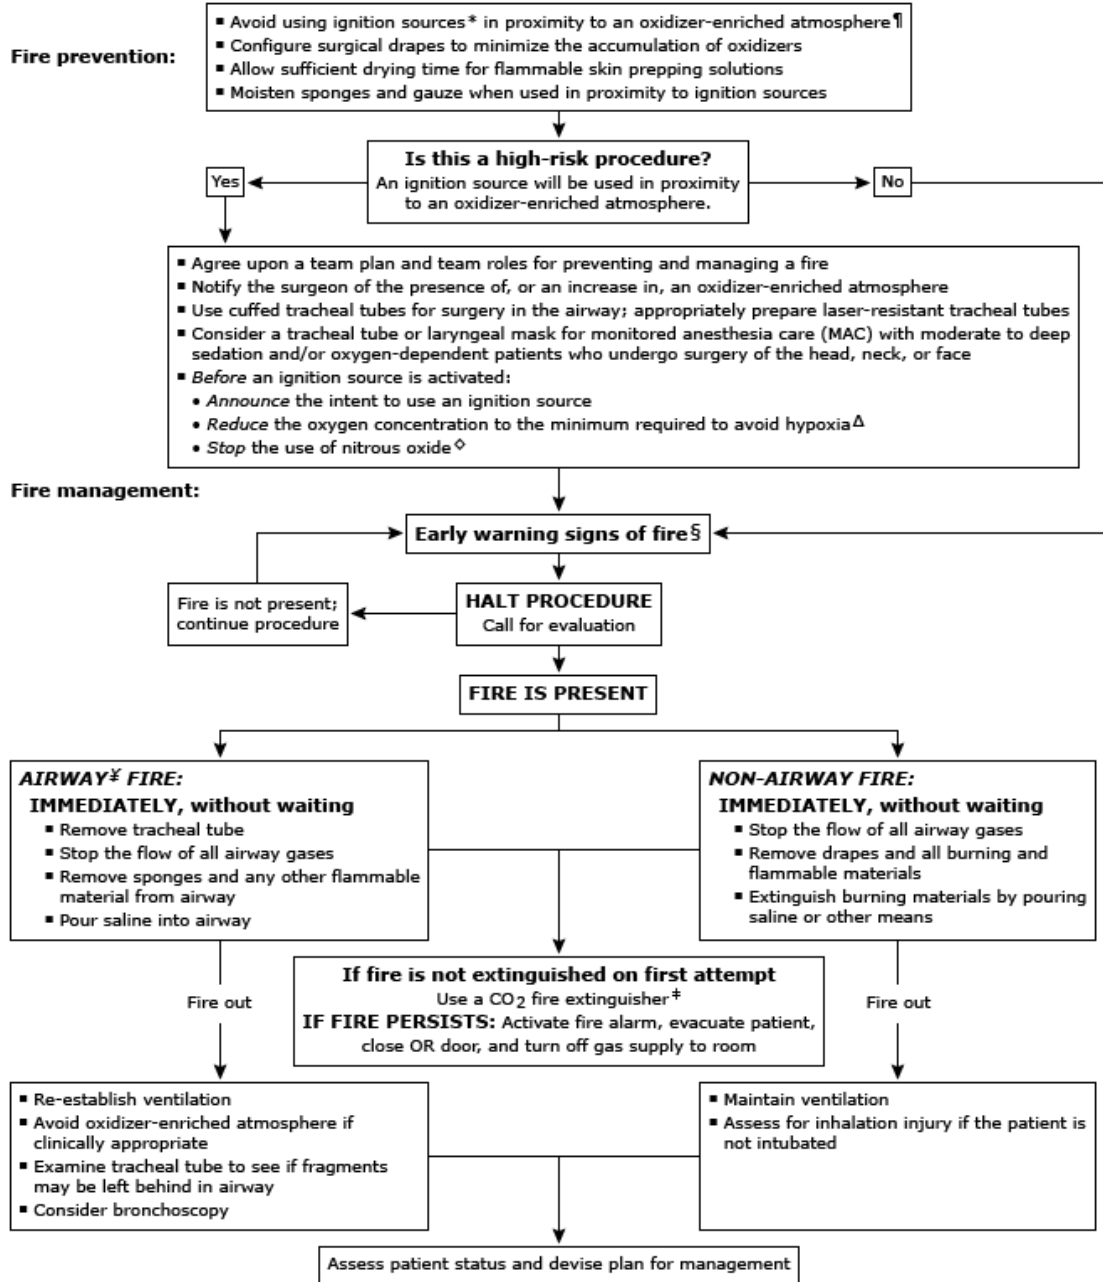 Fire prevention:
▪ Avoid using ignition sources* in proximity to an oxidizer-enriched atmosphere¶
▪ Configure surgical drapes to minimize the accumulation of oxidizers
▪ Allow sufficient drying time for flammable skin prepping solutions
▪ Moisten sponges and gauze when used in proximity to ignition sources
Is this a high-risk procedure?
An ignition source will be used in proximity
to an oxidizer-enriched atmosphere.
Yes
No
▪ Agree upon a team plan and team roles for preventing and managing a fire
▪ Notify the surgeon of the presence of, or an increase in, an oxidizer-enriched atmosphere
▪ Use cuffed tracheal tubes for surgery in the airway; appropriately prepare laser-resistant tracheal tubes
▪ Consider a tracheal tube or laryngeal mask for monitored anesthesia care (MAC) with moderate to deep
sedation and/or oxygen-dependent patients who undergo surgery of the head, neck, or face
▪ Before an ignition source is activated:
• Announce the intent to use an ignition source
• Reduce the oxygen concentration to the minimum required to avoid hypoxiaΔ
• Stop the use of nitrous oxide◇
Fire management:
Early warning signs of fire§
Fire is not present;
continue procedure
HALT PROCEDURE
Call for evaluation
FIRE IS PRESENT
AIRWAY¥ FIRE:
IMMEDIATELY, without waiting
▪ Remove tracheal tube
▪ Stop the flow of all airway gases
▪ Remove sponges and any other flammable
material from airway
▪ Pour saline into airway
NON-AIRWAY FIRE:
IMMEDIATELY, without waiting
▪ Stop the flow of all airway gases
▪ Remove drapes and all burning and
flammable materials
▪ Extinguish burning materials by pouring
saline or other means
If fire is not extinguished on first attempt
Use a CO2 fire extinguisher‡
IF FIRE PERSISTS: Activate fire alarm, evacuate patient,
close OR door, and turn off gas supply to room
Fire out
Fire out
▪ Re-establish ventilation
▪ Avoid oxidizer-enriched atmosphere if
clinically appropriate
▪ Examine tracheal tube to see if fragments
may be left behind in airway
▪ Consider bronchoscopy
▪ Maintain ventilation
▪ Assess for inhalation injury if the patient is
not intubated
Assess patient status and devise plan for management